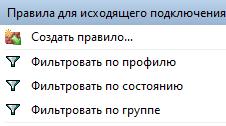 Правила для исходящего подключения
Создать правило...
Фильтровать по профилю
Фильтровать по состоянию
Фильтровать по группе